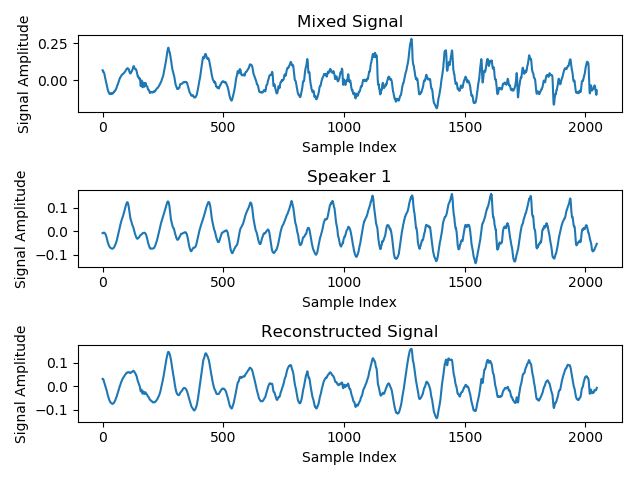 Mixed Signal
Signal Amplitude
0.25
0.00
0 500 1000 1500 2000
Sample Index
Speaker 1
Signal Amplitude
0.1
0.0
−0.1
0 500 1000 1500 2000
Sample Index
Reconstructed Signal
Signal Amplitude
0.1
0.0
−0.1
0 500 1000 1500 2000
Sample Index